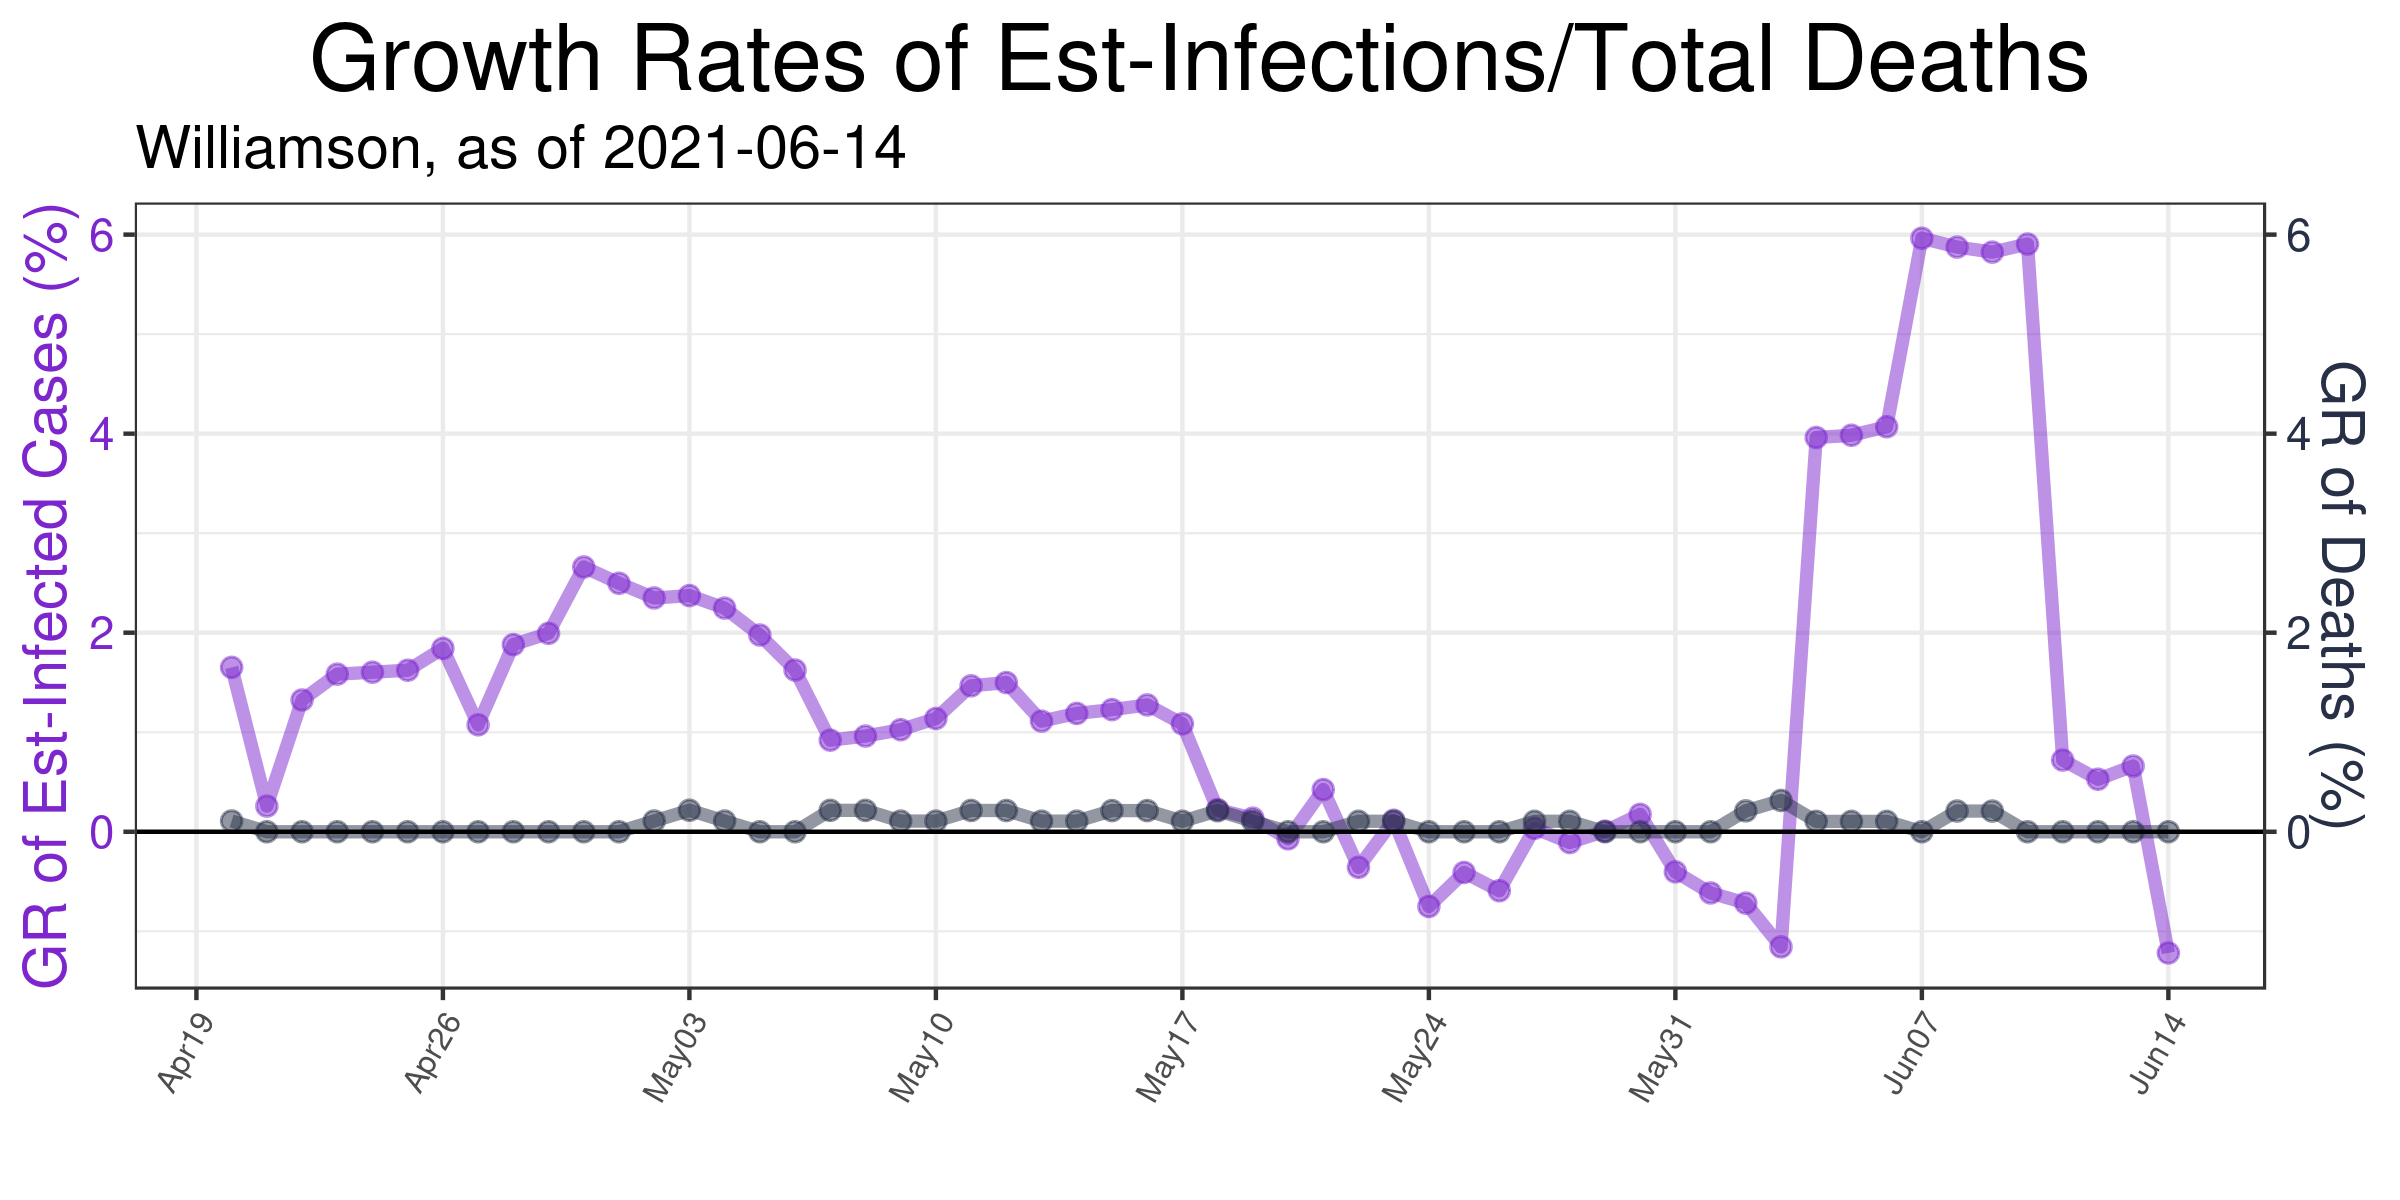 Growth Rates of Est-Infections/Total Deaths
Williamson, as of 2021-06-14
GR of Est-Infected Cases (%)
6
4
2
0
6
4
2
0
GR of Deaths (%)
Apr19
Apr26
May03
May10
May17
May24
May31
Jun07
Jun14